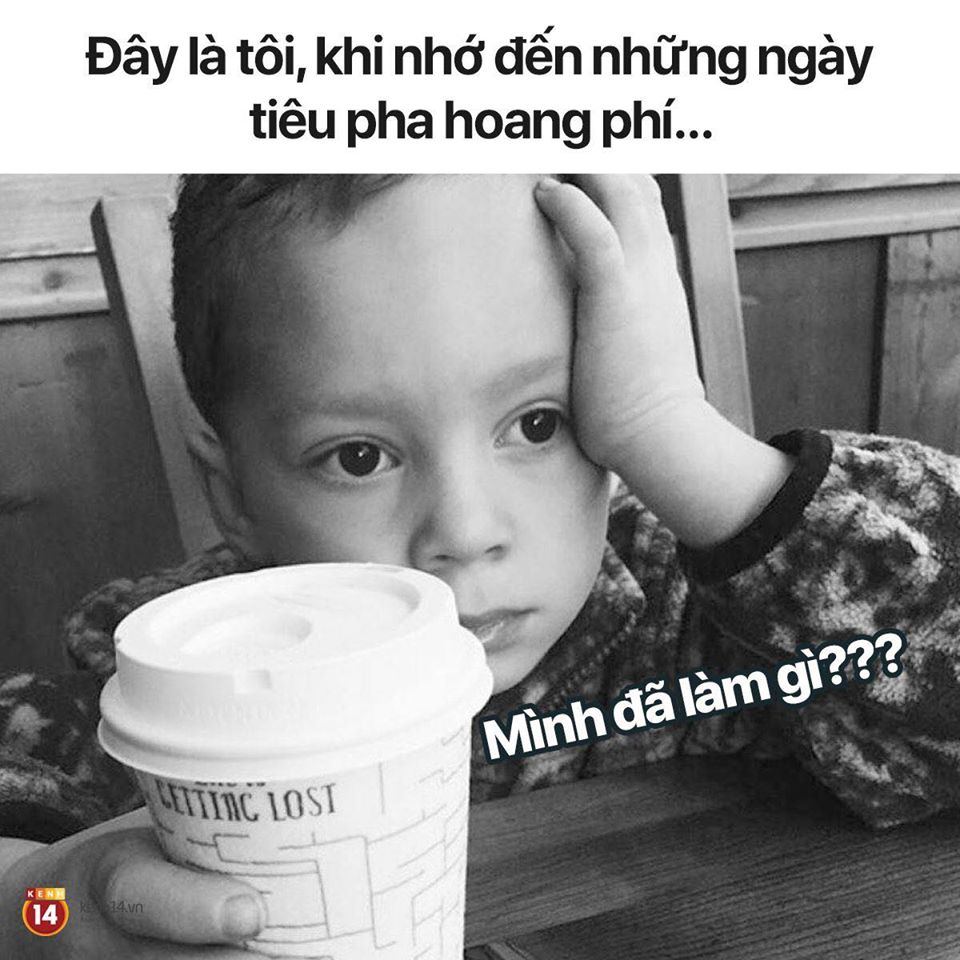 Đây là tôi, khi nhớ đến những ngày
tiêu pha hoang phí...
Mình đã làm gì???
GETTING LOST
KENH
14